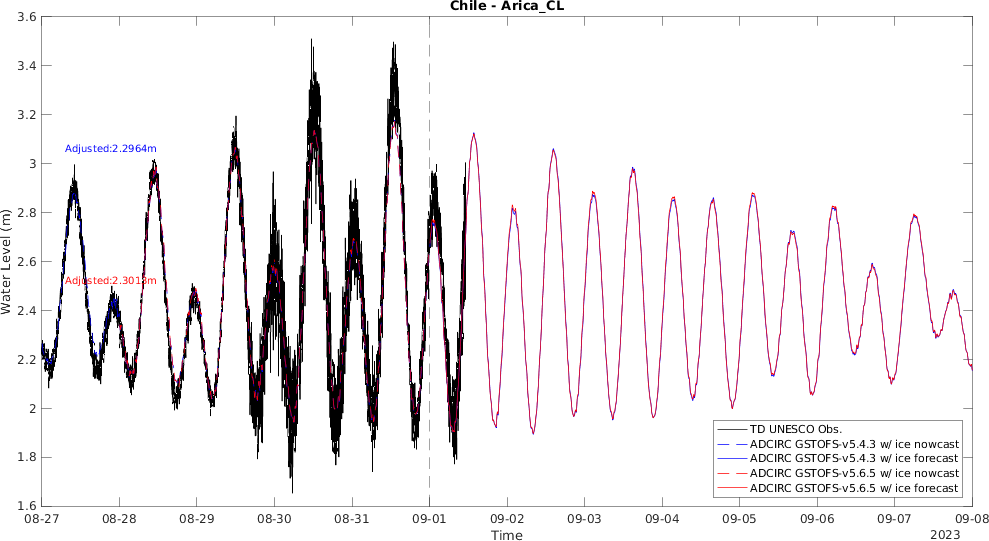 Chile - Arica_CL
3.6
3.4
3.2
3
2.8
2.6
2.4
2.2
2
1.8
1.6
Water Level (m)
Adjusted:2.2964m
Adjusted:2.3013m
TD UNESCO Obs.
ADCIRC GSTOFS-v5.4.3 w/ ice nowcast
ADCIRC GSTOFS-v5.4.3 w/ ice forecast
ADCIRC GSTOFS-v5.6.5 w/ ice nowcast
ADCIRC GSTOFS-v5.6.5 w/ ice forecast
08-27 08-28 08-29 08-30 08-31 09-01 09-02 09-03 09-04 09-05 09-06 09-07 09-08
Time
2023